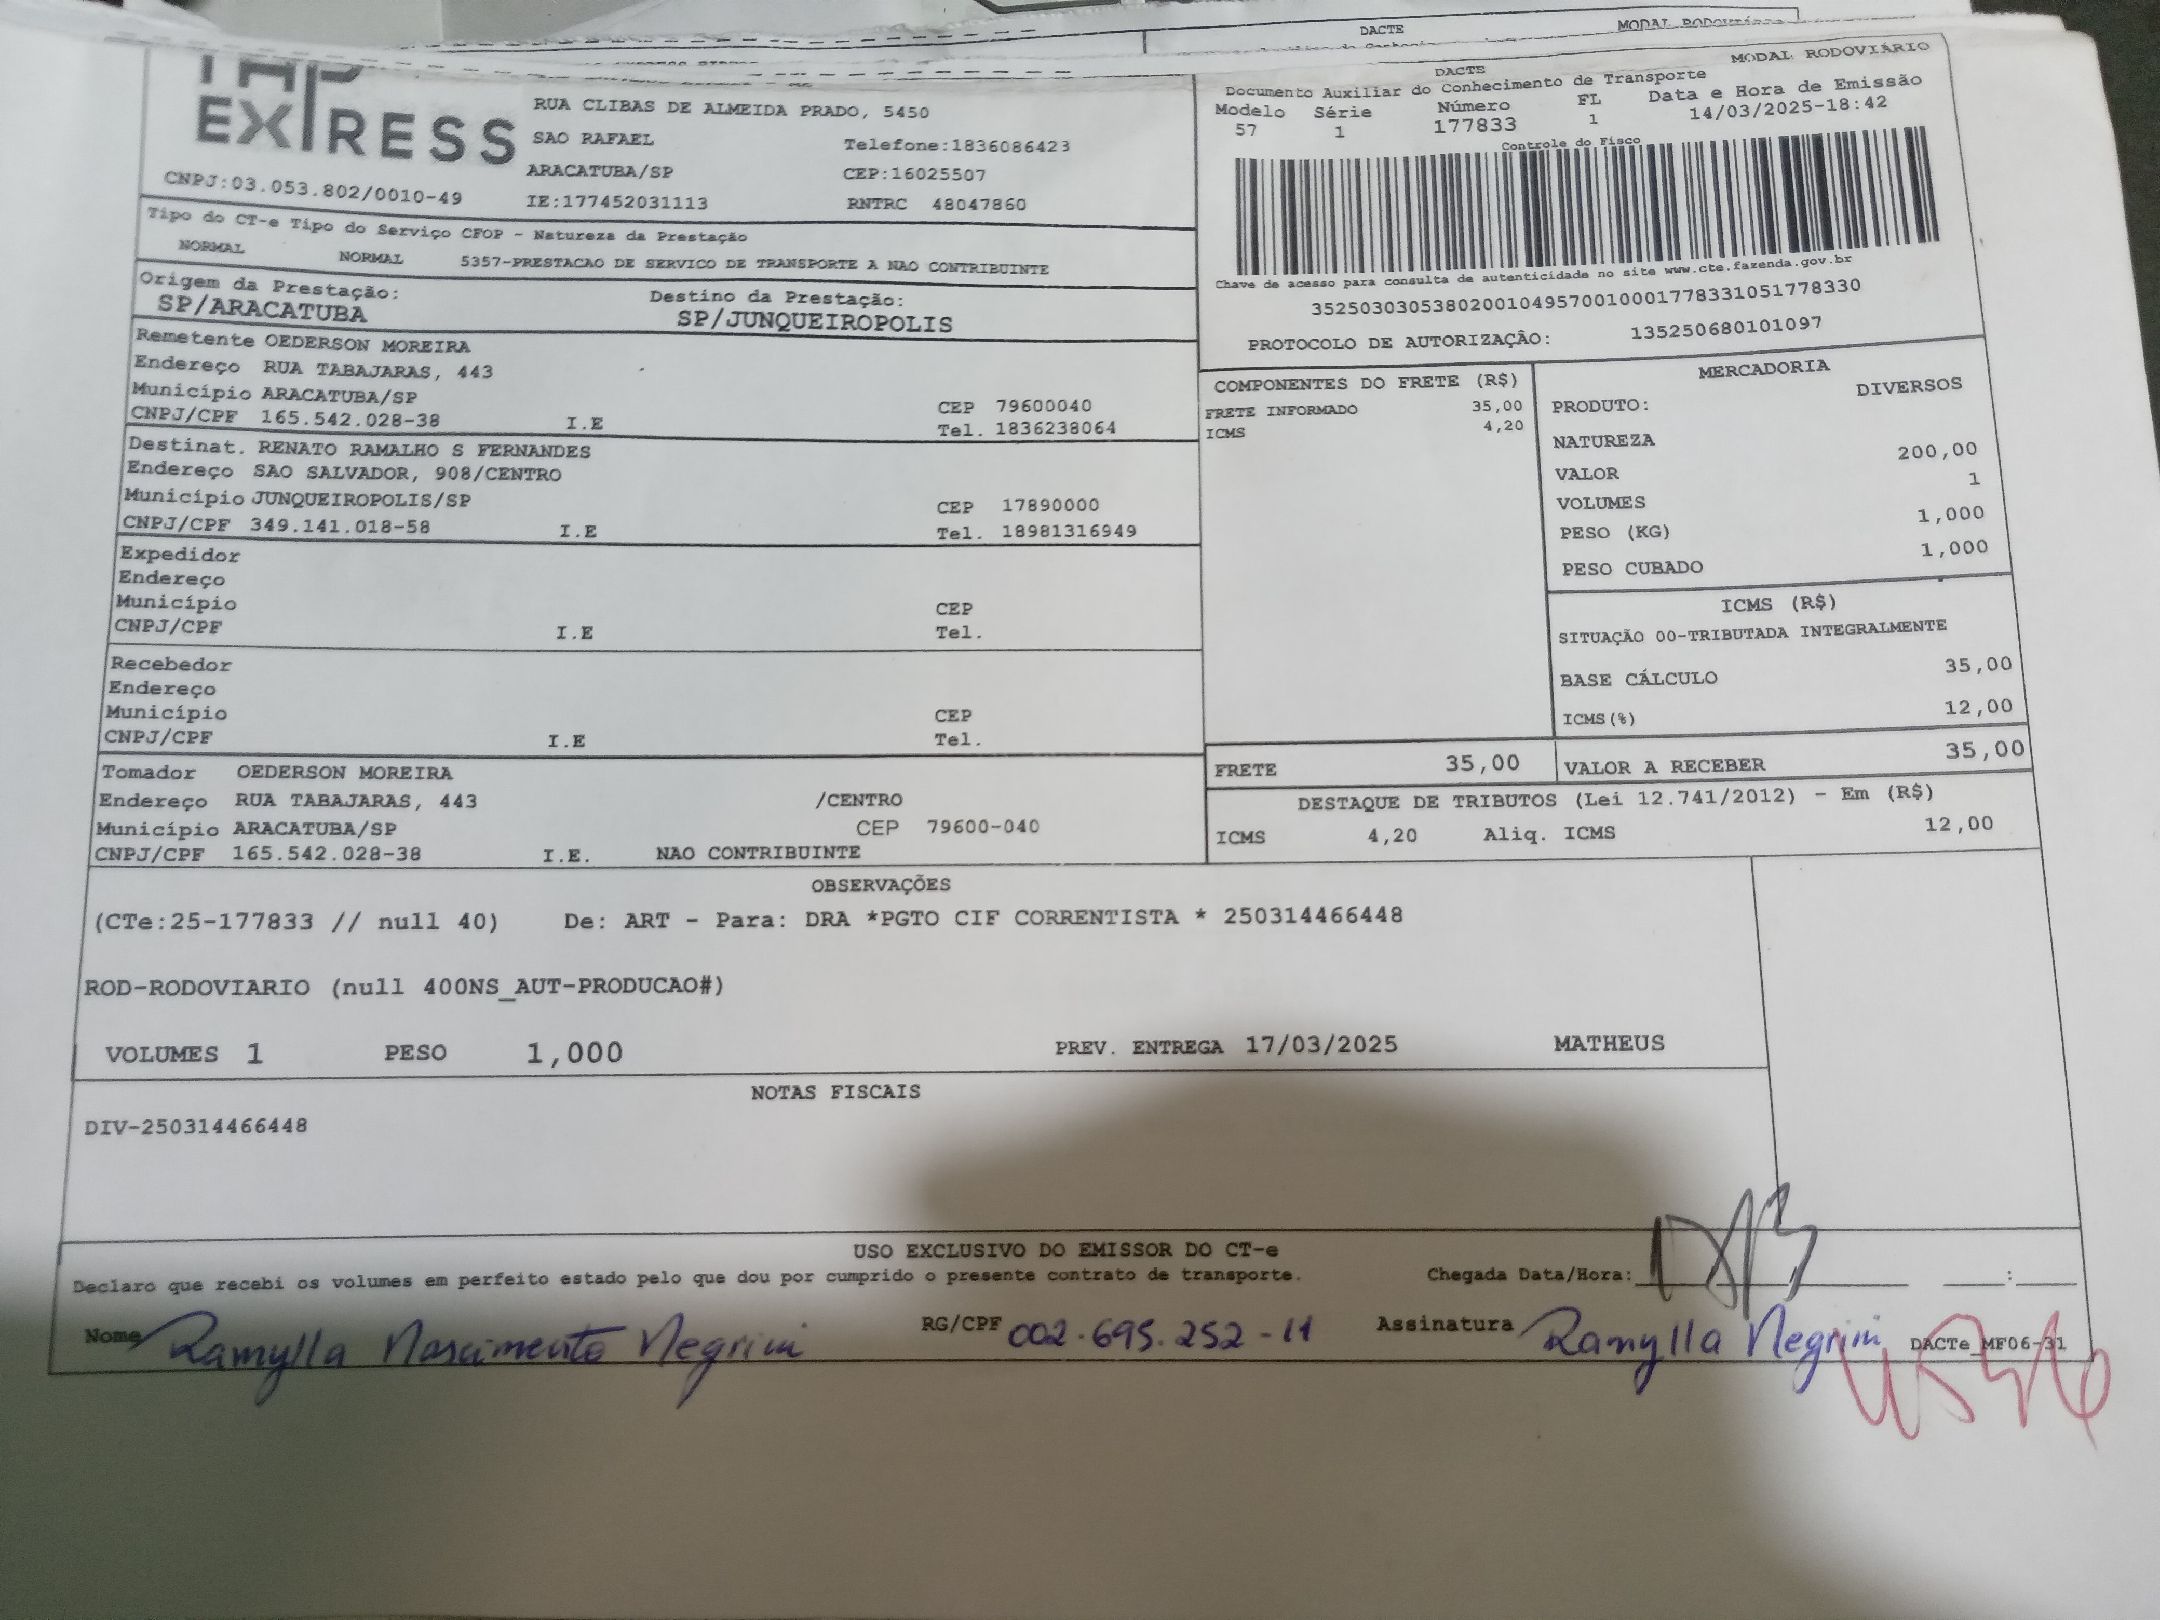 DACTE MODAL RODOVIÁRIO
TAP
EXPRESS
RUA CLIBAS DE ALMEIDA PRADO, 5450
SAO RAFAEL Telefone:1836086423
ARACATUBA/SP CEP:16025507
CNPJ:03.053.802/0010-49 IE:177452031113 RNTRC 48047860
Tipo do CT-e Tipo do Serviço CFOP - Natureza da Prestação
NORMAL NORMAL 5357-PRESTACAO DE SERVICO DE TRANSPORTE A NAO CONTRIBUINTE
Origem da Prestação: Destino da Prestação:
SP/ARACATUBA SP/JUNQUEIROPOLIS
Remetente OEDERSON MOREIRA
Endereço RUA TABAJARAS, 443
Município ARACATUBA/SP CEP 79600040
CNPJ/CPF 165.542.028-38 I.E Tel. 1836238064
Destinat. RENATO RAMALHO S FERNANDES
Endereço SAO SALVADOR, 908/CENTRO
Município JUNQUEIROPOLIS/SP CEP 17890000
CNPJ/CPF 349.141.018-58 I.E Tel. 18981316949
Expedidor
Endereço
Município CEP
CNPJ/CPF I.E Tel.
Recebedor
Endereço
Município CEP
CNPJ/CPF I.E Tel.
Tomador OEDERSON MOREIRA
Endereço RUA TABAJARAS, 443 /CENTRO
Município ARACATUBA/SP CEP 79600-040
CNPJ/CPF 165.542.028-38 I.E. NAO CONTRIBUINTE
DACTE MODAL RODOVIÁRIO
Documento Auxiliar do Conhecimento de Transporte
Modelo Série Número FL Data e Hora de Emissão
57 1 177833 1 14/03/2025-18:42
Controle do Fisco
Chave de acesso para consulta de autenticidade no site www.cte.fazenda.gov.br
35250303053802001049570010001778331051778330
PROTOCOLO DE AUTORIZAÇÃO: 135250680101097
COMPONENTES DO FRETE (R$)
FRETE INFORMADO 35,00
ICMS 4,20
MERCADORIA
PRODUTO: DIVERSOS
NATUREZA
VALOR 200,00
VOLUMES 1
PESO (KG) 1,000
PESO CUBADO 1,000
ICMS (R$)
SITUAÇÃO 00-TRIBUTADA INTEGRALMENTE
BASE CÁLCULO 35,00
ICMS(%) 12,00
FRETE 35,00 VALOR A RECEBER 35,00
DESTAQUE DE TRIBUTOS (Lei 12.741/2012) - Em (R$)
ICMS 4,20 Aliq. ICMS 12,00
OBSERVAÇÕES
(CTe:25-177833 // null 40) De: ART - Para: DRA *PGTO CIF CORRENTISTA * 250314466448
ROD-RODOVIARIO (null 400NS_AUT-PRODUCAO#)
VOLUMES 1 PESO 1,000 PREV. ENTREGA 17/03/2025 MATHEUS
NOTAS FISCAIS
DIV-250314466448
USO EXCLUSIVO DO EMISSOR DO CT-e
Declaro que recebi os volumes em perfeito estado pelo que dou por cumprido o presente contrato de transporte. Chegada Data/Hora: :
Nome Ramylla Nascimento Negrini RG/CPF 002.695.252-11 Assinatura Ramylla Negrini DACTe_MF06-31